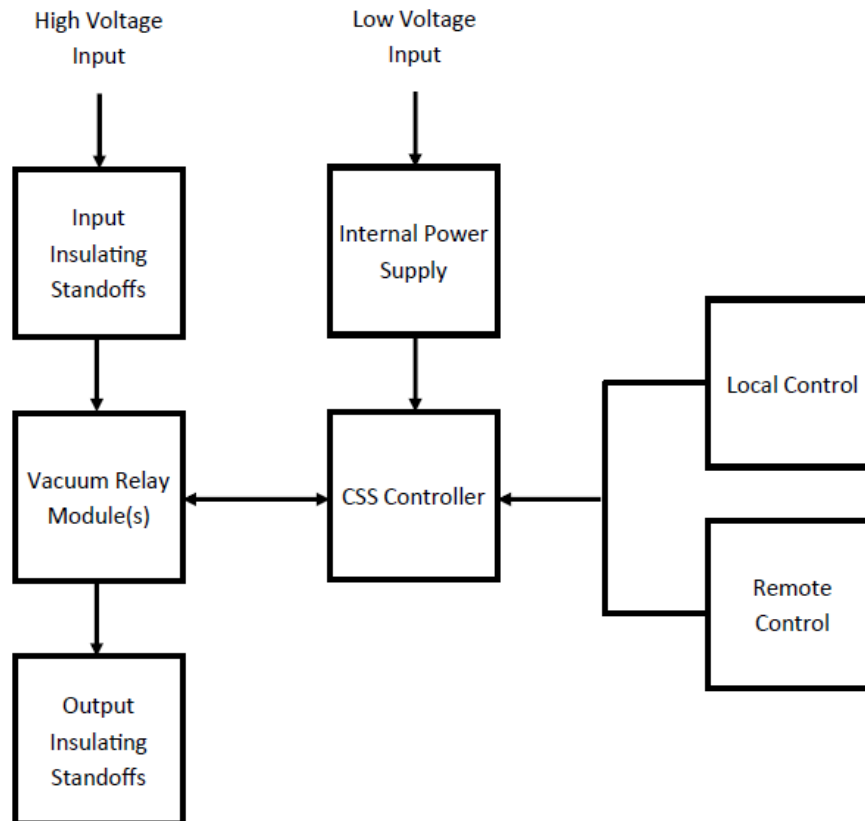 High Voltage
Input
Low Voltage
Input
Input
Insulating
Standoffs
Internal Power
Supply
Local Control
Vacuum Relay
Module(s)
CSS Controller
Remote
Control
Output
Insulating
Standoffs